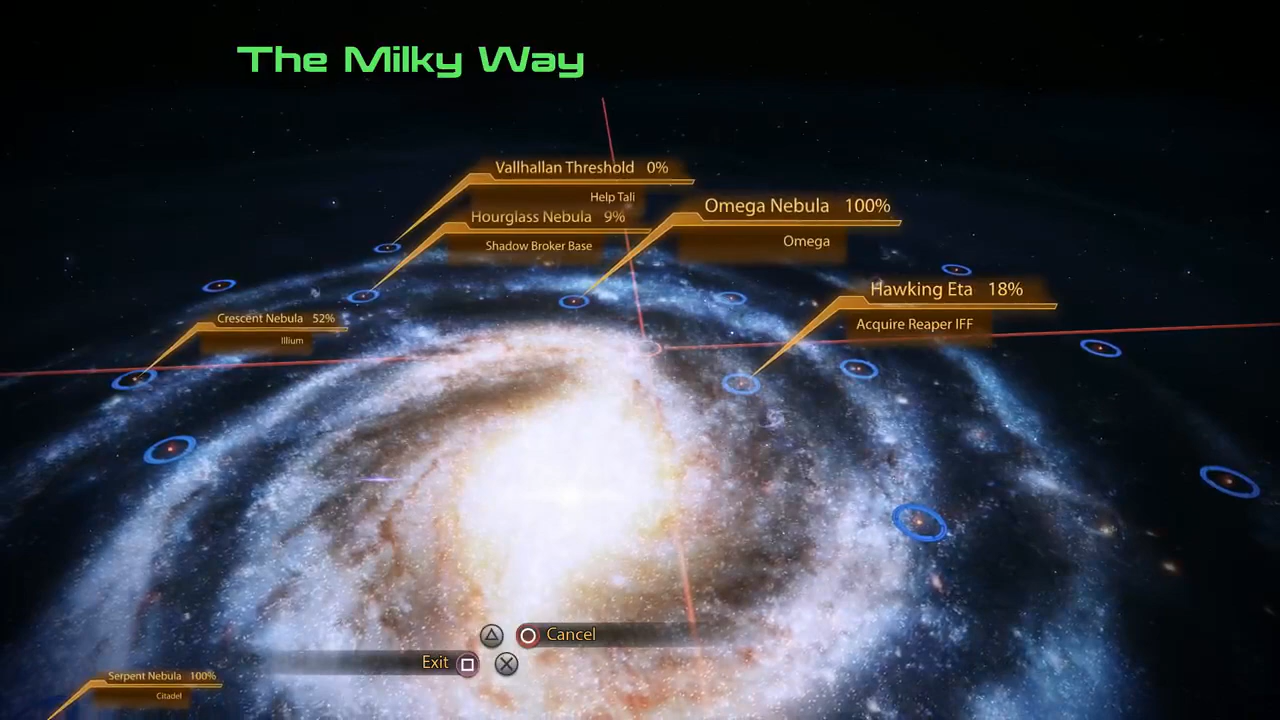 The Milky Way
Vallhallan Threshold 0%
Help Tali
Hourglass Nebula 9%
Shadow Broker Base
Omega Nebula 100%
Omega
Hawking Eta 18%
Acquire Reaper IFF
Crescent Nebula 52%
Illium
Cancel
Exit
Serpent Nebula 100%
Citadel